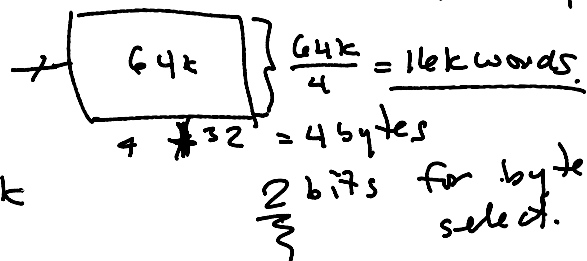 64k } 64k/4 = 16k words.
4 32 = 4 bytes
k 2 bits for byte
select.